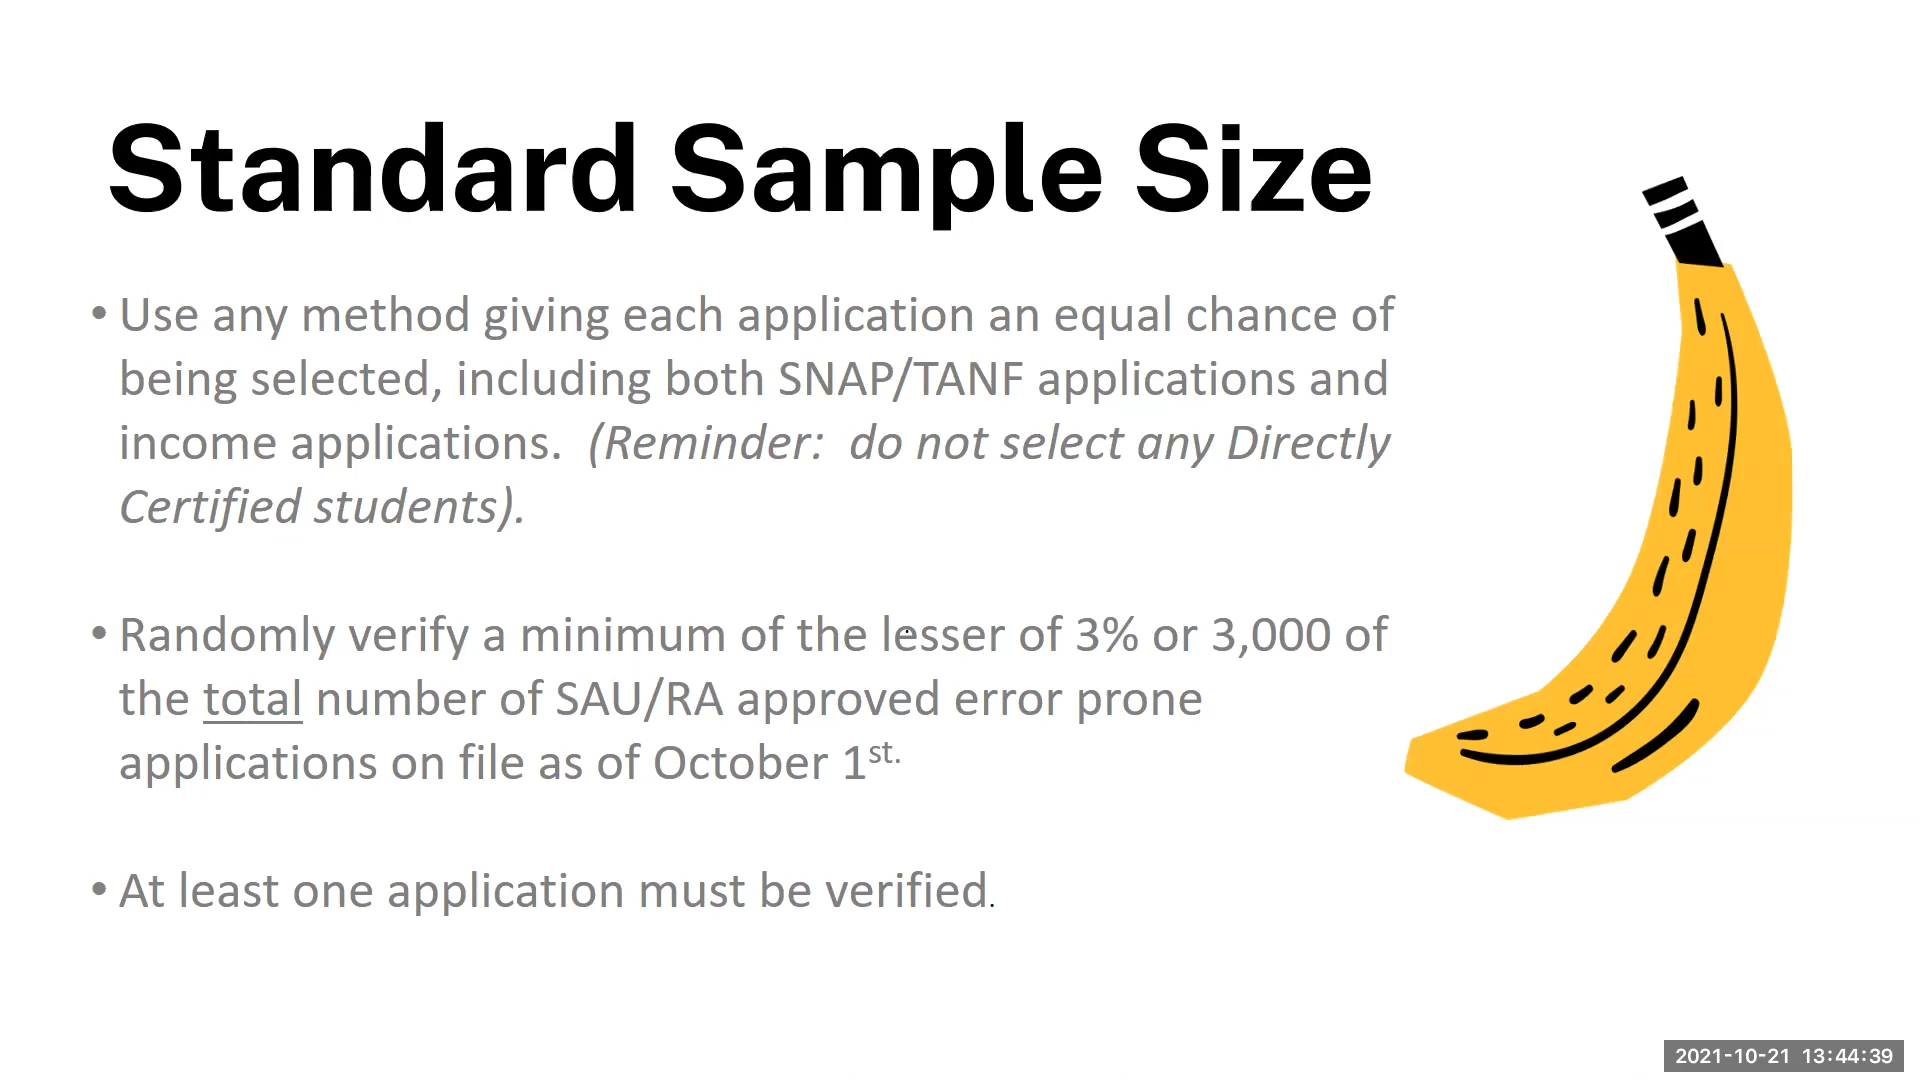 Standard Sample Size
• Use any method giving each application an equal chance of
being selected, including both SNAP/TANF applications and
income applications.  (Reminder:  do not select any Directly
Certified students).
• Randomly verify a minimum of the lesser of 3% or 3,000 of
the total number of SAU/RA approved error prone
applications on file as of October 1st.
• At least one application must be verified.
2021-10-21 13:44:39